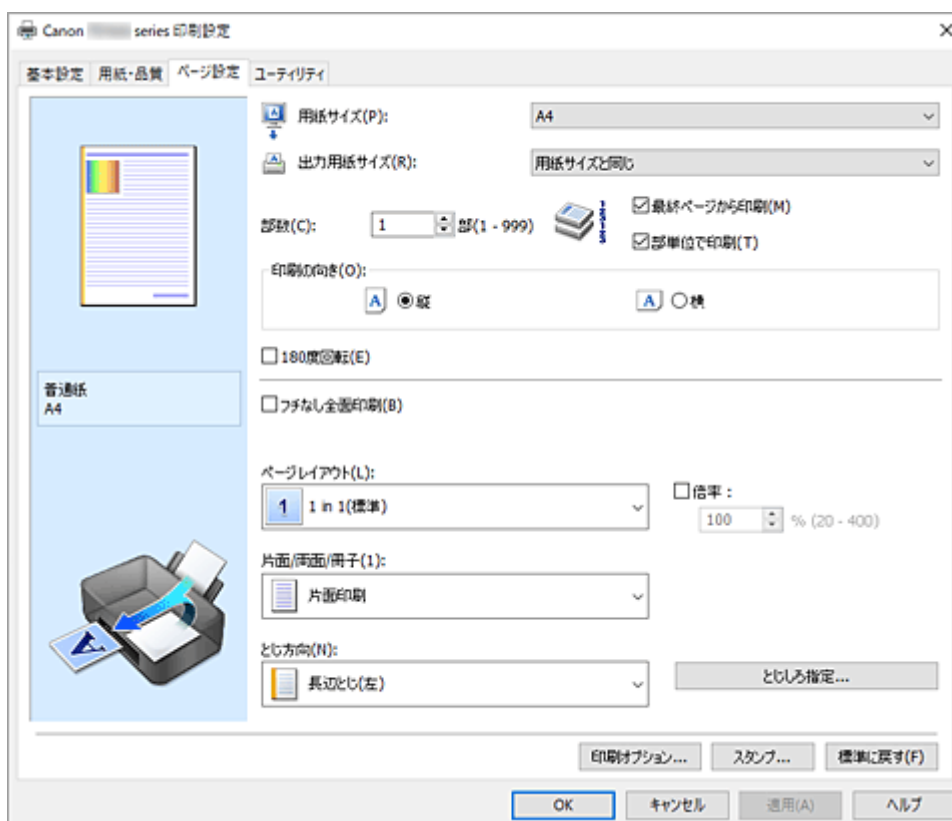 Canon series 印刷設定
基本設定 用紙・品質 ページ設定 ユーティリティ
用紙サイズ(P): A4
出力用紙サイズ(R): 用紙サイズと同じ
部数(C): 1 部(1 - 999)
最終ページから印刷(M)
部単位で印刷(T)
印刷の向き(O):
A 縦 A 横
180度回転(E)
普通紙
A4
フチなし全面印刷(B)
ページレイアウト(L):
1 1 in 1(標準)
倍率:
100 % (20 - 400)
片面/両面/冊子(1):
片面印刷
とじ方向(N):
長辺とじ(左) とじしろ指定...
A
印刷オプション... スタンプ... 標準に戻す(F)
OK キャンセル 適用(A) ヘルプ